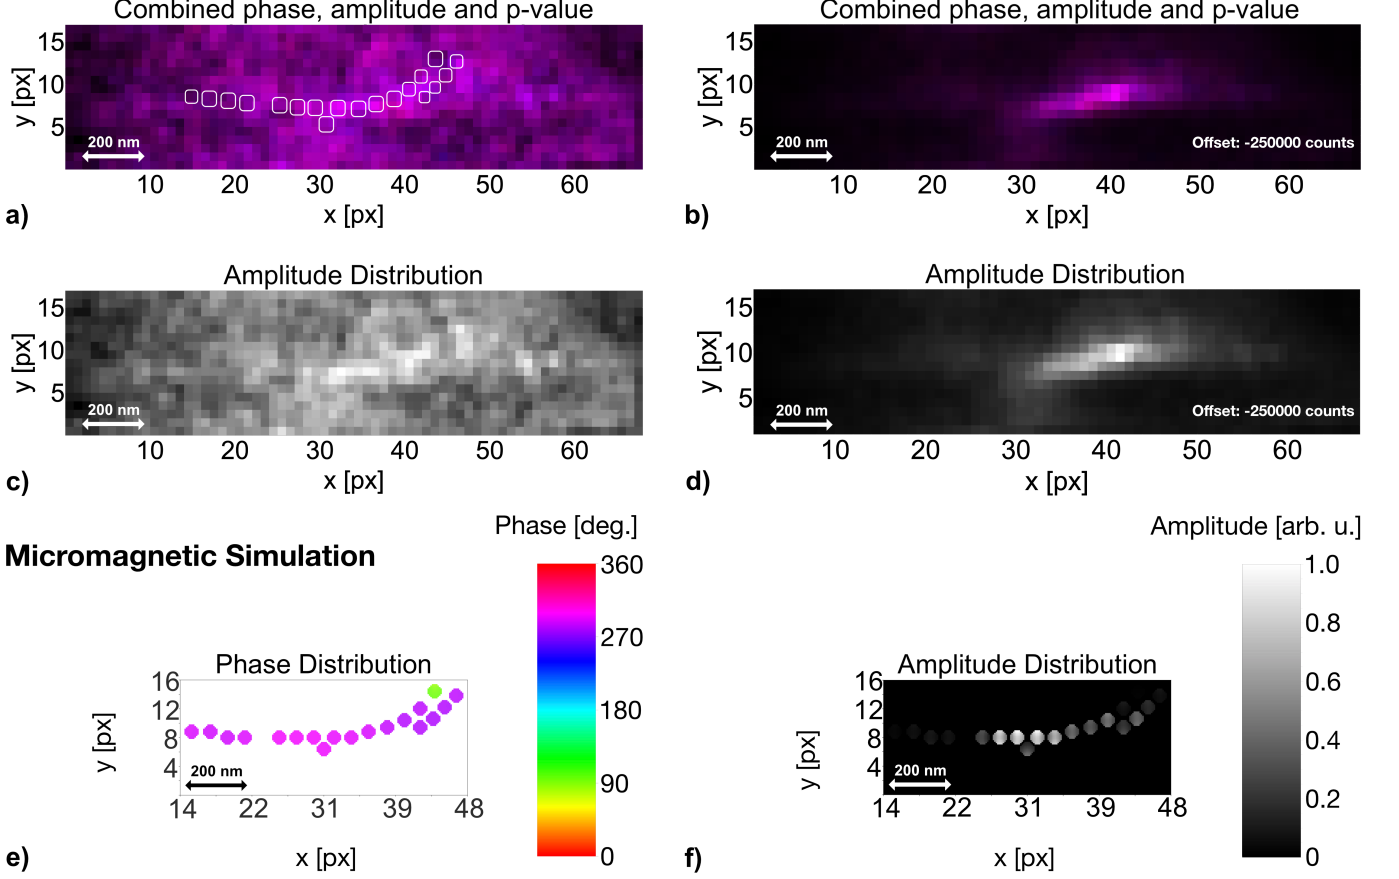 Combined phase, amplitude and p-value
15
10
5
y [px]
200 nm
10 20 30 40 50 60
x [px]
a)
Combined phase, amplitude and p-value
15
10
5
y [px]
200 nm
Offset: -250000 counts
10 20 30 40 50 60
x [px]
b)
Amplitude Distribution
15
10
5
y [px]
200 nm
10 20 30 40 50 60
x [px]
c)
Amplitude Distribution
15
10
5
y [px]
200 nm
Offset: -250000 counts
10 20 30 40 50 60
x [px]
d)
Micromagnetic Simulation
Phase [deg.]
360
270
180
90
0
Phase Distribution
16
12
8
4
y [px]
200 nm
14 22 31 39 48
x [px]
e)
Amplitude [arb. u.]
1.0
0.8
0.6
0.4
0.2
0
Amplitude Distribution
16
12
8
4
y [px]
200 nm
14 22 31 39 48
x [px]
f)